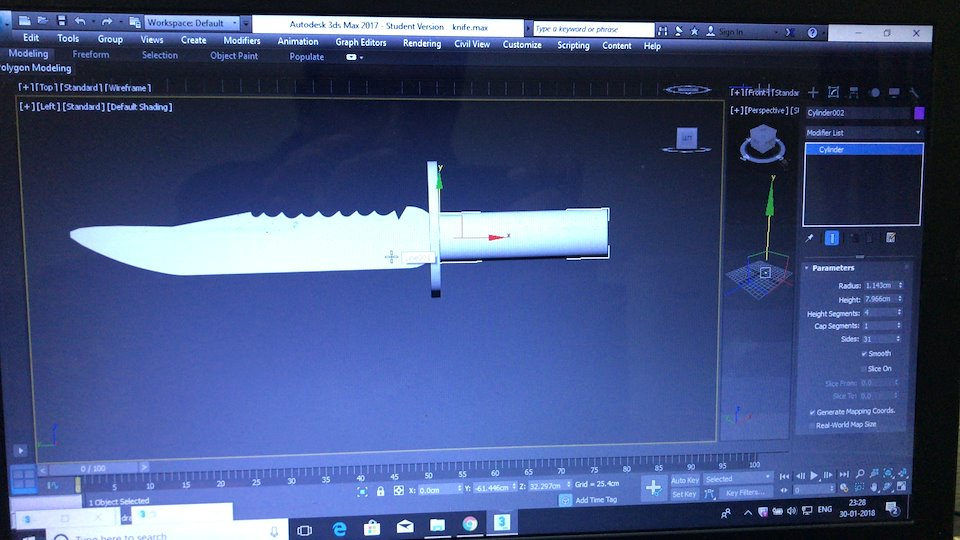 Workspace: Default
Autodesk 3ds Max 2017 - Student Version knife.max
Type a keyword or phrase
Sign In
Edit Tools Group Views Create Modifiers Animation Graph Editors Rendering Civil View Customize Scripting Content Help
Modeling Freeform Selection Object Paint Populate
Polygon Modeling
[+][Top][Standard][Wireframe]
[+][Front][Standar
[+][Left][Standard][Default Shading]
[+][Perspective][S
Cylinder002
Modifier List
Cylinder
y
x
y
Parameters
Radius: 1.143cm
Height: 7.966cm
Height Segments: 4
Cap Segments: 1
Sides: 31
Smooth
Slice On
Slice From: 0.0
Slice To: 0.0
Generate Mapping Coords.
Real-World Map Size
0 / 100
5 10 15 20 25 30 35 40 45 50 55 60 65 70 75 80 85 90 95 100
1 Object Selected
X: 0.0cm Y: -61.446cm Z: 32.297cm Grid = 25.4cm
Add Time Tag
Auto Key Selected
Set Key Key Filters...
0
Type here to search
ENG
23:28
30-01-2018
2